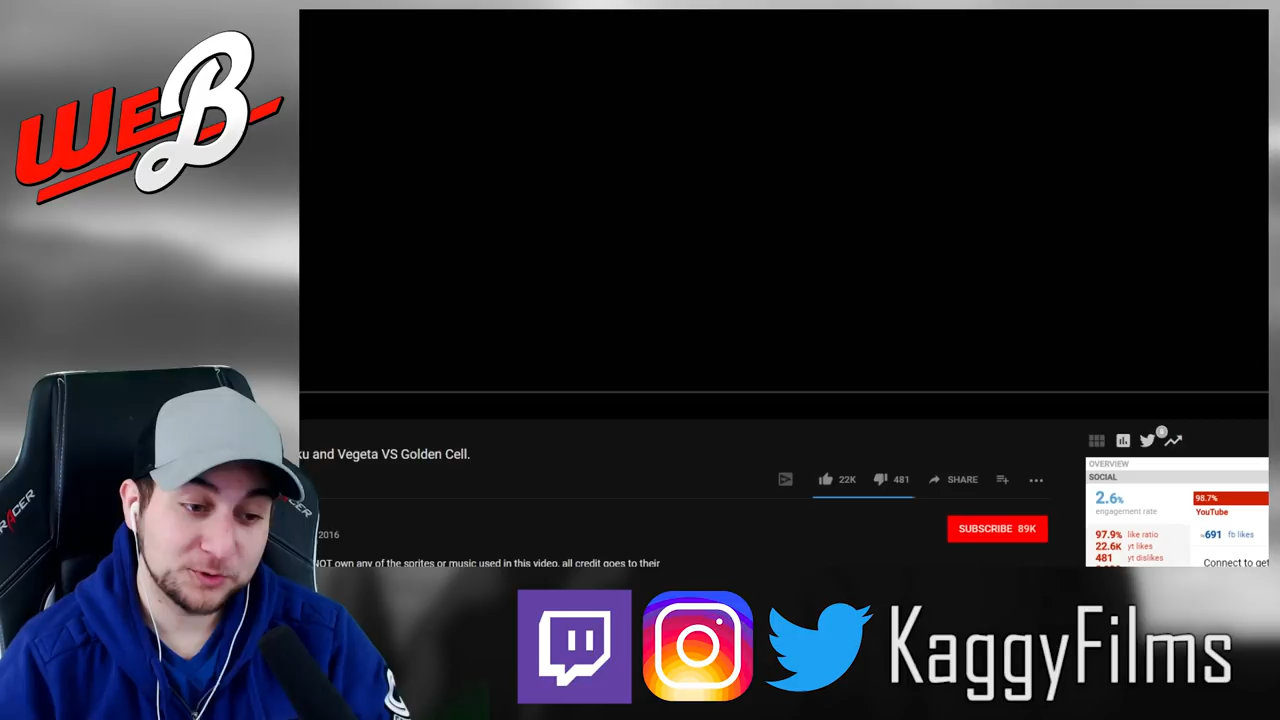 WEB
ku and Vegeta VS Golden Cell.
22K
481
SHARE
SUBSCRIBE 89K
2016
NOT own any of the sprites or music used in this video, all credit goes to their
OVERVIEW
SOCIAL
2.6%
engagement rate
98.7%
YouTube
97.9% like ratio
22.6K yt likes
481 yt dislikes
691 fb likes
Connect to get
KaggyFilms